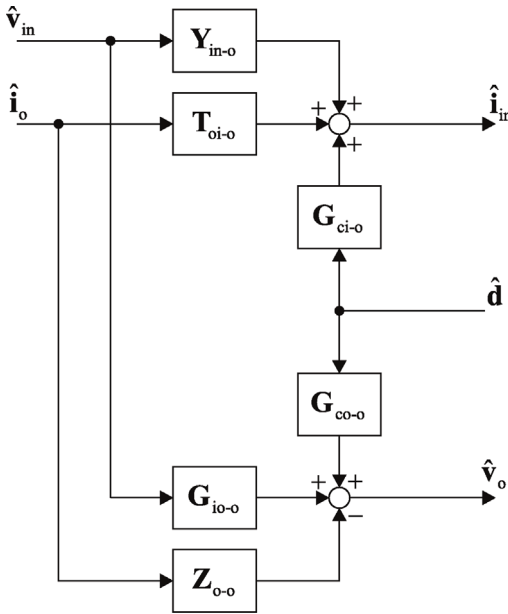 v̂in
Yin-o
+
îo
Toi-o
+
+
îin
Gci-o
d̂
Gco-o
+
+
v̂o
Gio-o
−
Zo-o